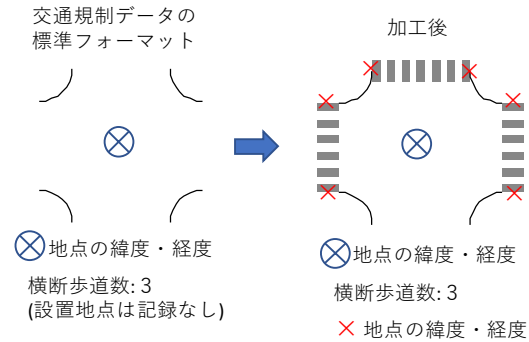 交通規制データの
標準フォーマット
加工後
地点の緯度・経度
横断歩道数: 3
(設置地点は記録なし)
地点の緯度・経度
横断歩道数: 3
地点の緯度・経度